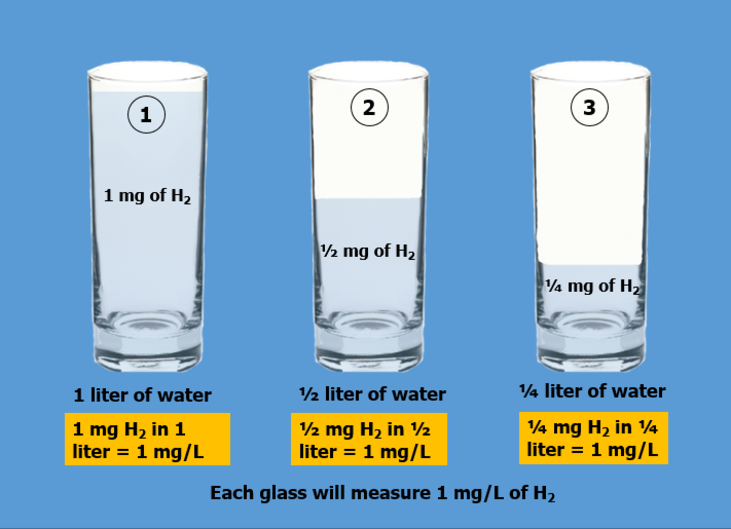 1
2
3
1 mg of H₂
½ mg of H₂
¼ mg of H₂
1 liter of water
½ liter of water
¼ liter of water
1 mg H₂ in 1
liter = 1 mg/L
½ mg H₂ in ½
liter = 1 mg/L
¼ mg H₂ in ¼
liter = 1 mg/L
Each glass will measure 1 mg/L of H₂